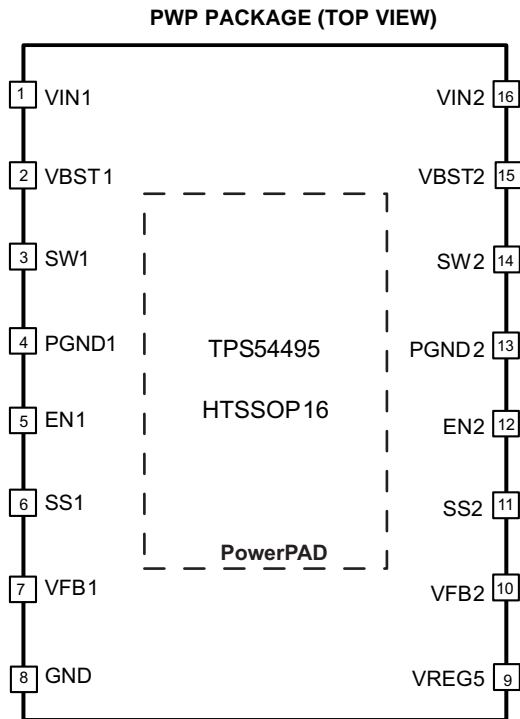 PWP PACKAGE (TOP VIEW)
1 VIN1
VIN2 16
2 VBST1
VBST2 15
3 SW1
SW2 14
4 PGND1
PGND2 13
TPS54495
HTSSOP16
5 EN1
EN2 12
6 SS1
SS2 11
PowerPAD
7 VFB1
VFB2 10
8 GND
VREG5 9